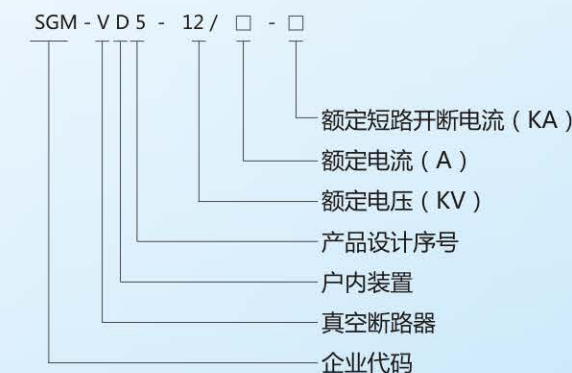 SGM - V D 5 - 12 / □ - □
额定短路开断电流（KA）
额定电流（A）
额定电压（KV）
产品设计序号
户内装置
真空断路器
企业代码